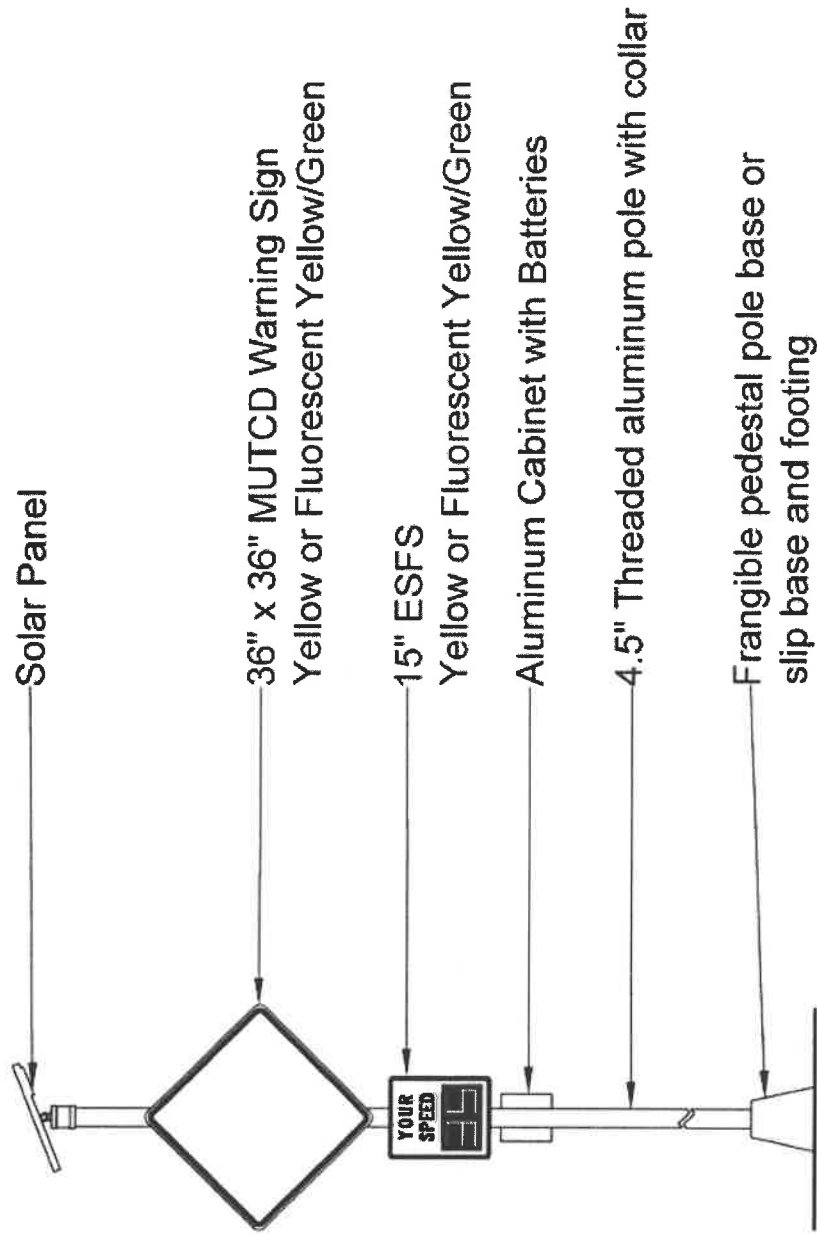 Solar Panel
36" x 36" MUTCD Warning Sign
Yellow or Fluorescent Yellow/Green
YOUR
SPEED
15" ESFS
Yellow or Fluorescent Yellow/Green
Aluminum Cabinet with Batteries
4.5" Threaded aluminum pole with collar
Frangible pedestal pole base or
slip base and footing